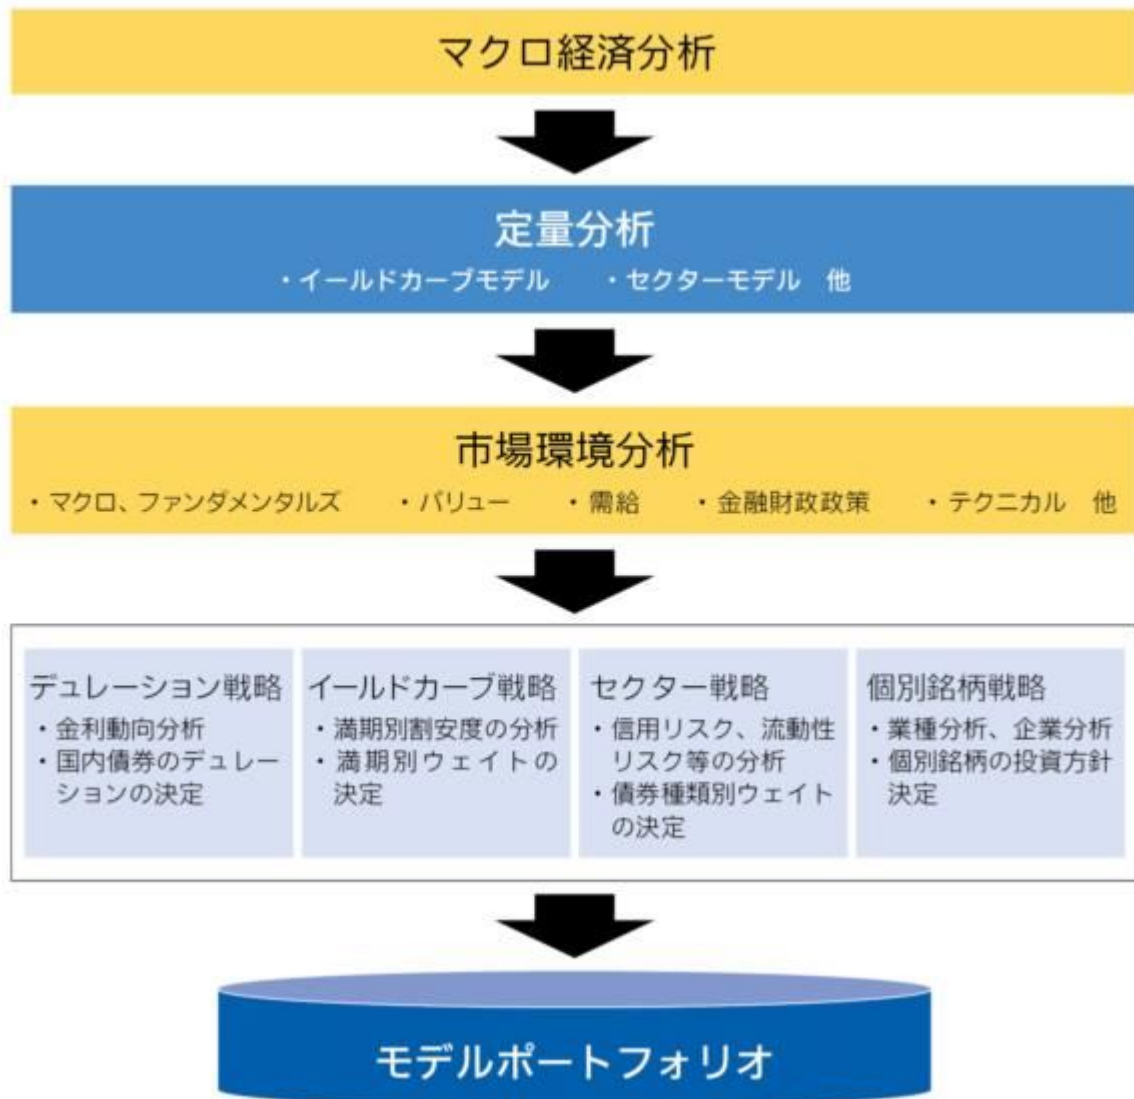 マクロ経済分析
定量分析
・イールドカーブモデル ・セクターモデル 他
市場環境分析
・マクロ、ファンダメンタルズ ・バリュー ・需給 ・金融財政政策 ・テクニカル 他
デュレーション戦略
・金利動向分析
・国内債券のデュレー
ションの決定
イールドカーブ戦略
・満期別割安度の分析
・満期別ウェイトの
決定
セクター戦略
・信用リスク、流動性
リスク等の分析
・債券種類別ウェイト
の決定
個別銘柄戦略
・業種分析、企業分析
・個別銘柄の投資方針
決定
モデルポートフォリオ